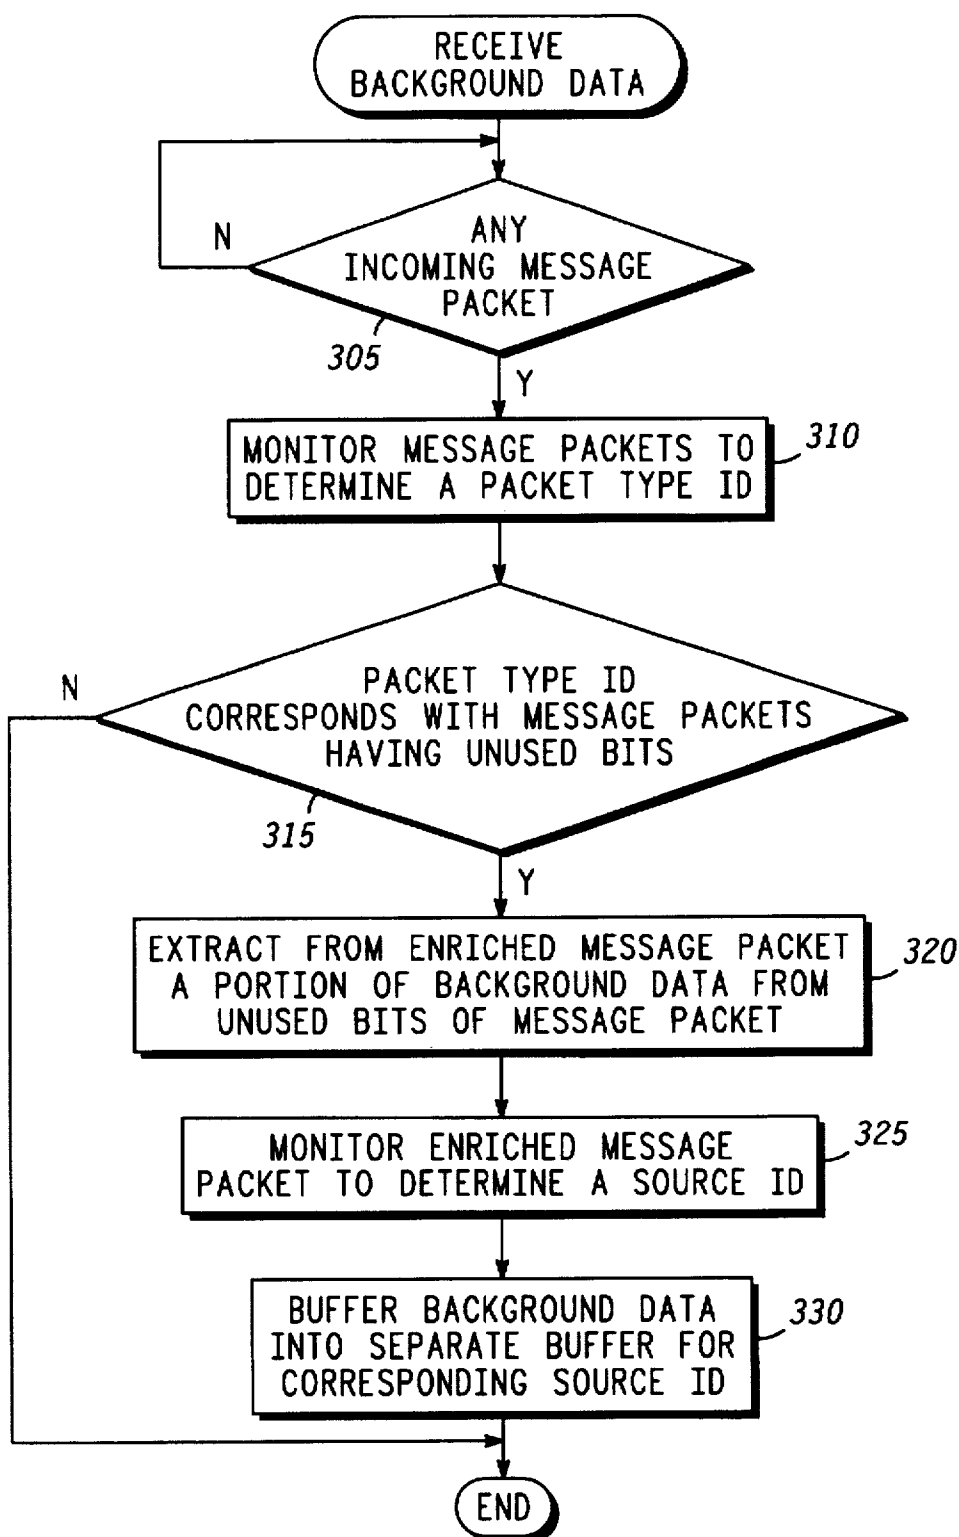 RECEIVE
BACKGROUND DATA
N
ANY
INCOMING MESSAGE
PACKET
305
Y
MONITOR MESSAGE PACKETS TO
DETERMINE A PACKET TYPE ID
310
N
PACKET TYPE ID
CORRESPONDS WITH MESSAGE PACKETS
HAVING UNUSED BITS
315
Y
EXTRACT FROM ENRICHED MESSAGE PACKET
A PORTION OF BACKGROUND DATA FROM
UNUSED BITS OF MESSAGE PACKET
320
MONITOR ENRICHED MESSAGE
PACKET TO DETERMINE A SOURCE ID
325
BUFFER BACKGROUND DATA
INTO SEPARATE BUFFER FOR
CORRESPONDING SOURCE ID
330
END